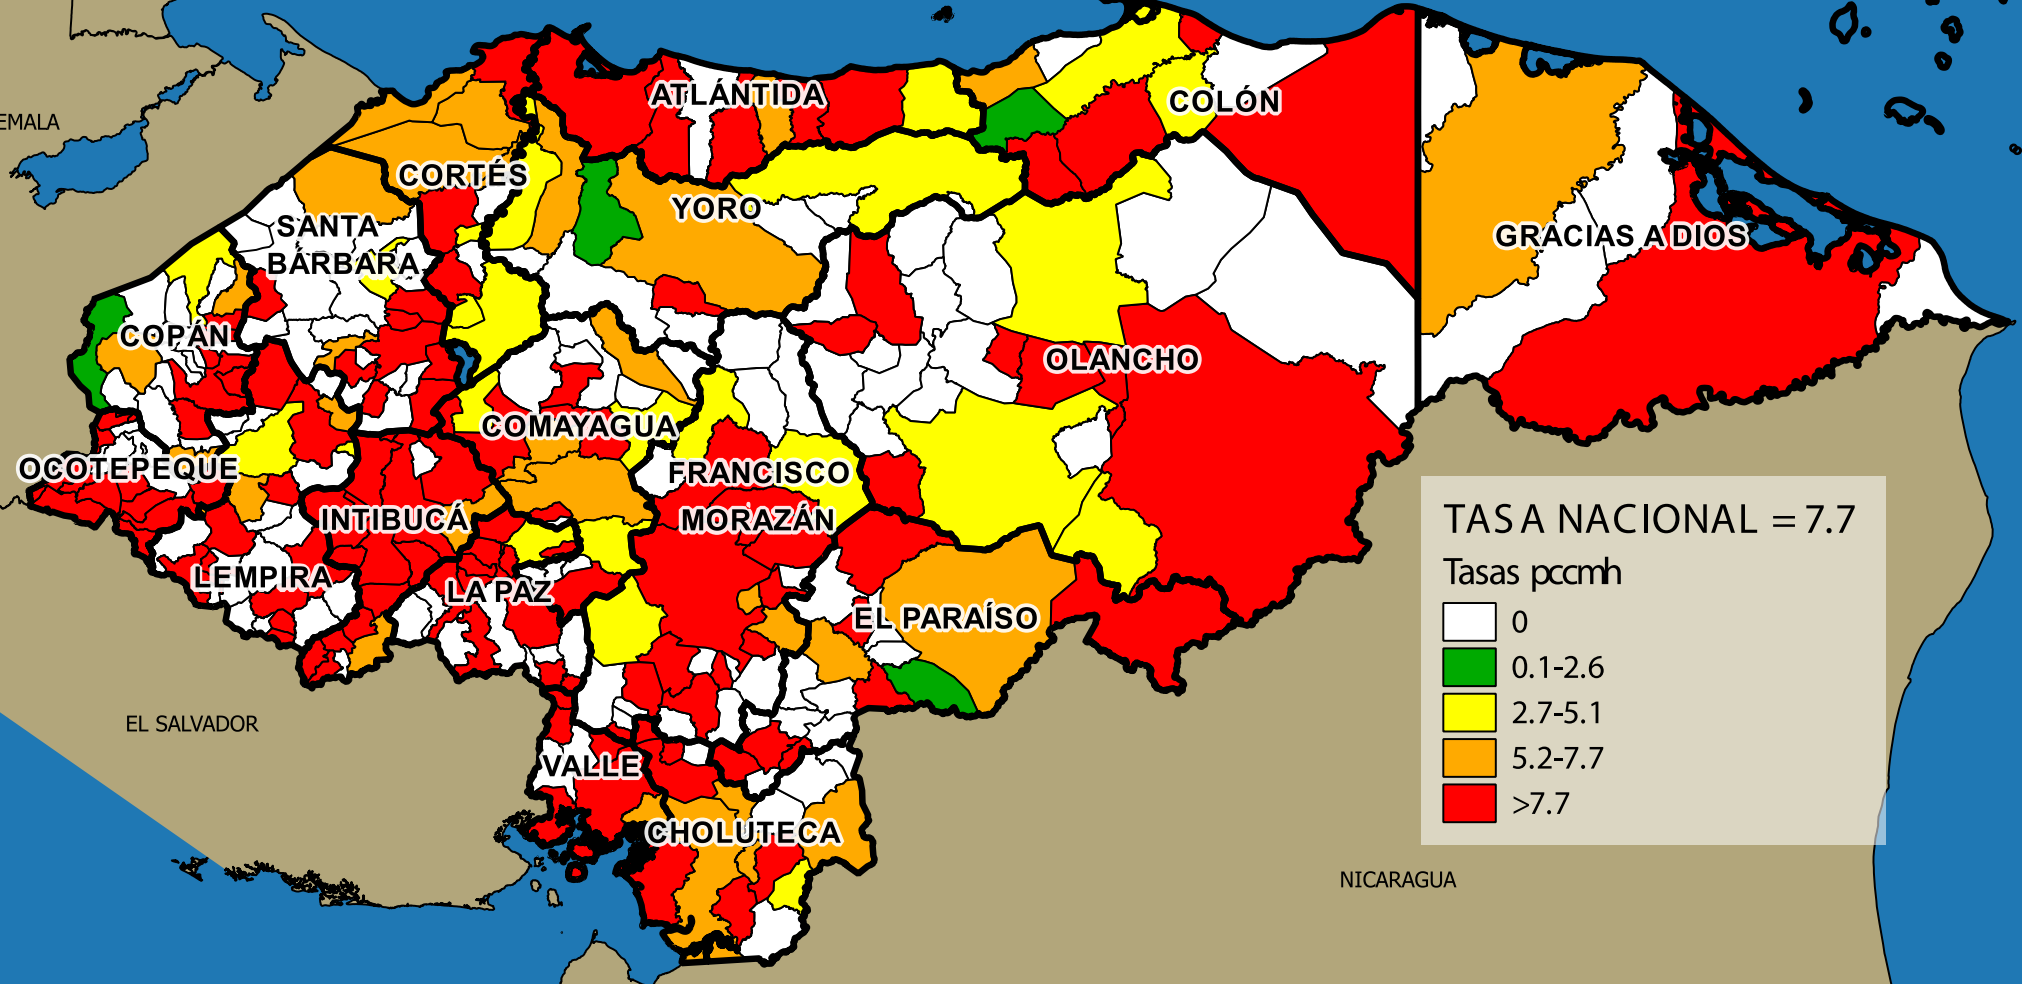 EMALA
ATLÁNTIDA
COLÓN
CORTÉS
YORO
SANTA
BÁRBARA
GRACIAS A DIOS
COPÁN
OLANCHO
COMAYAGUA
OCOTEPEQUE
FRANCISCO
MORAZÁN
INTIBUCÁ
LEMPIRA
LA PAZ
EL PARAÍSO
EL SALVADOR
VALLE
CHOLUTECA
NICARAGUA
TASA NACIONAL = 7.7
Tasas pccmh
0
0.1-2.6
2.7-5.1
5.2-7.7
>7.7